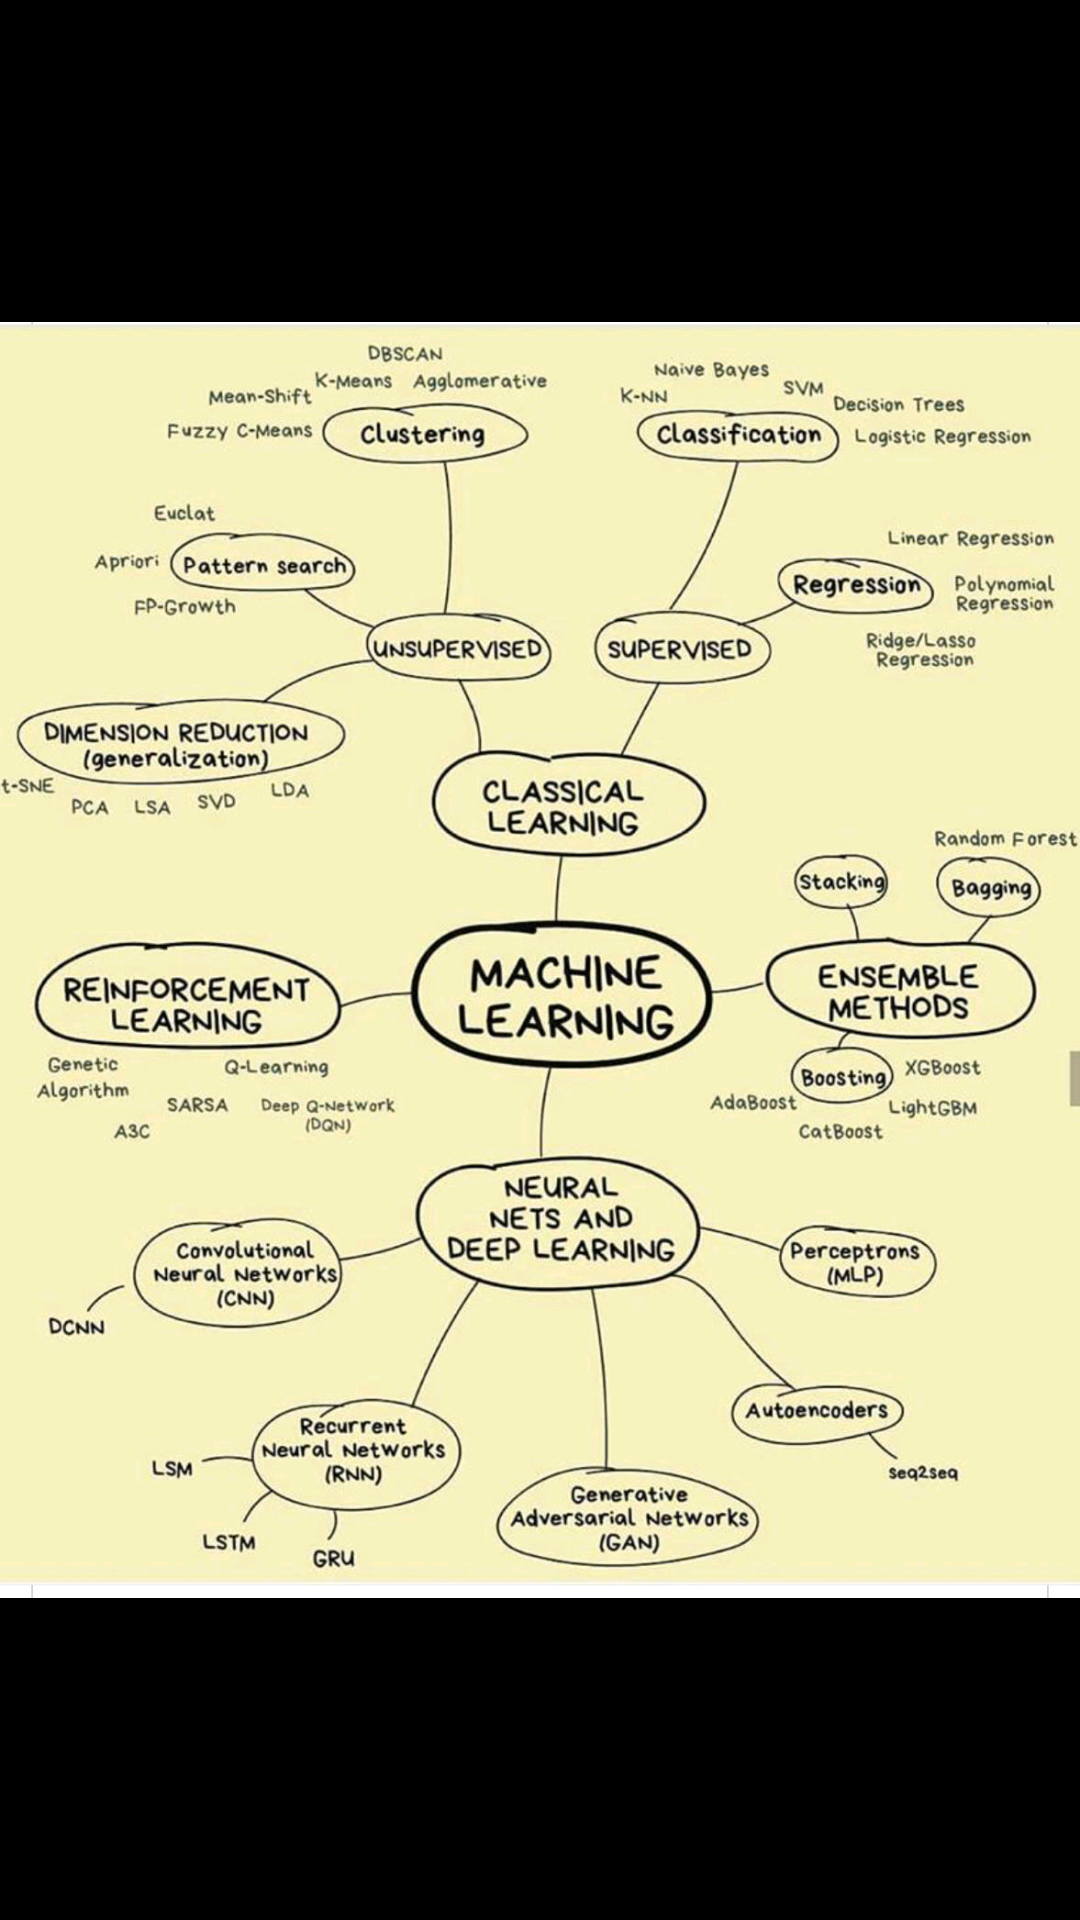 DBSCAN
K-Means Agglomerative
Mean-Shift
Fuzzy C-Means
Clustering
Naive Bayes
K-NN
SVM
Decision Trees
Classification
Logistic Regression
Euclat
Apriori
Pattern search
FP-Growth
Linear Regression
Regression
Polynomial
Regression
Ridge/Lasso
Regression
UNSUPERVISED
SUPERVISED
DIMENSION REDUCTION
(generalization)
t-SNE
PCA
LSA
SVD
LDA
CLASSICAL
LEARNING
Random Forest
Stacking
Bagging
MACHINE
LEARNING
REINFORCEMENT
LEARNING
Genetic
Algorithm
Q-Learning
SARSA
Deep Q-Network
(DQN)
A3C
ENSEMBLE
METHODS
Boosting
XGBoost
AdaBoost
LightGBM
CatBoost
NEURAL
NETS AND
DEEP LEARNING
Convolutional
Neural Networks
(CNN)
DCNN
Perceptrons
(MLP)
Recurrent
Neural Networks
(RNN)
LSM
LSTM
GRU
Autoencoders
seq2seq
Generative
Adversarial Networks
(GAN)